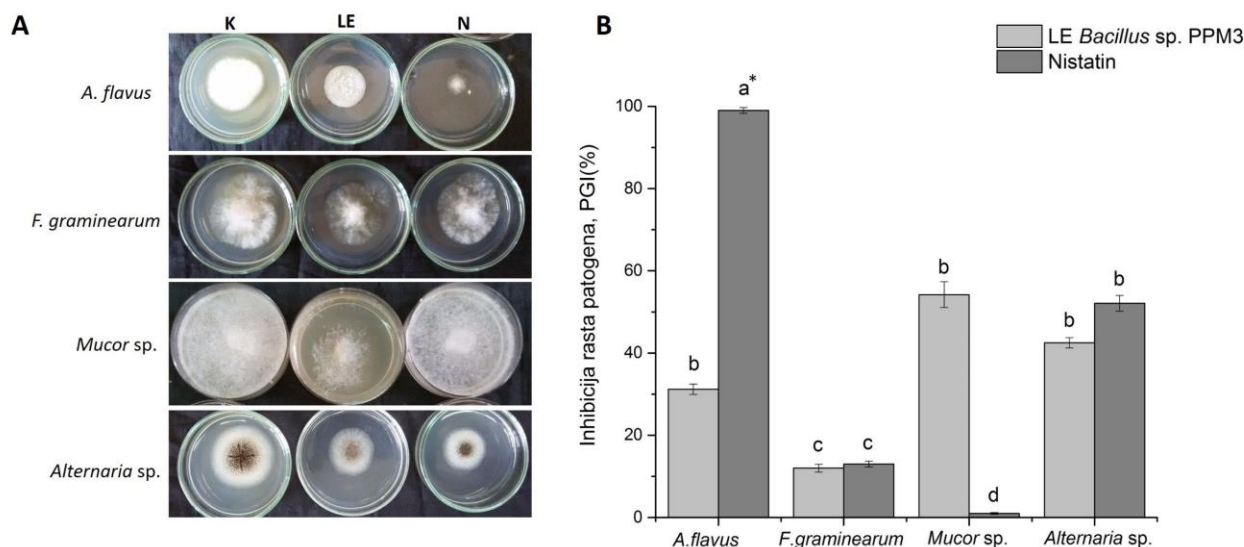 A
K LE N
A. flavus
F. graminearum
Mucor sp.
Alternaria sp.
B
LE Bacillus sp. PPM3
Nistatin
Inhibicija rasta patogena, PGI(%)
100
80
60
40
20
0
b
a*
c
c
b
d
b
b
A.flavus F.graminearum Mucor sp. Alternaria sp.